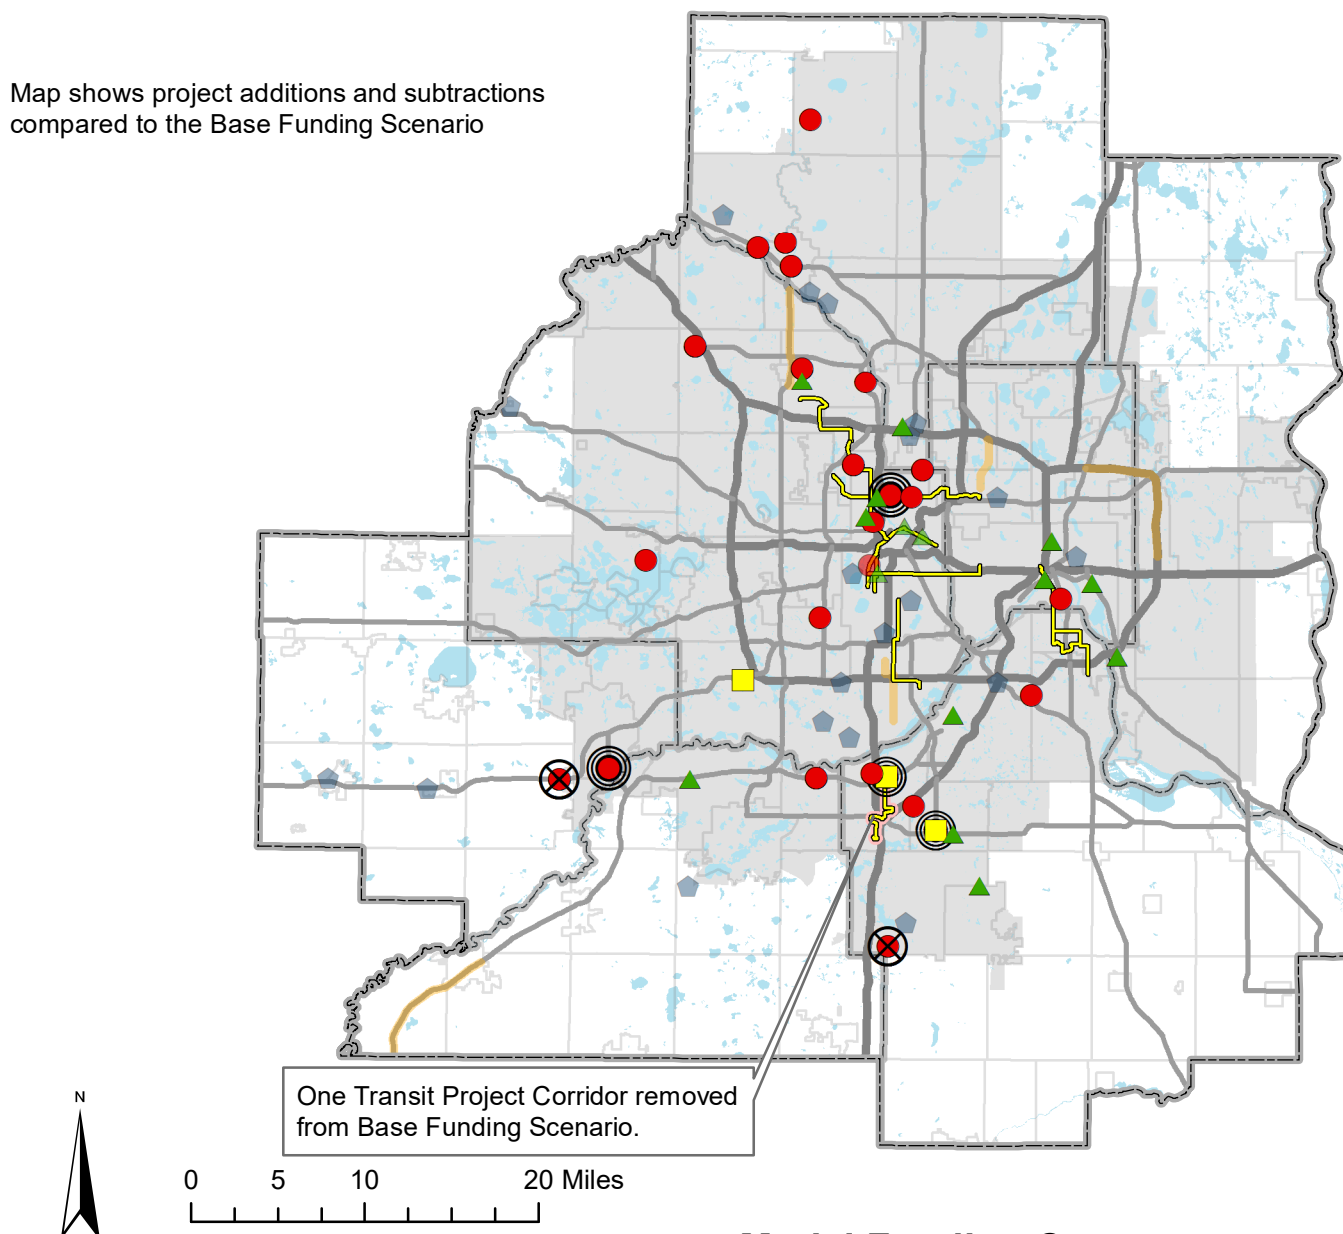 Map shows project additions and subtractions
compared to the Base Funding Scenario
One Transit Project Corridor removed
from Base Funding Scenario.
N
0 5 10 20 Miles